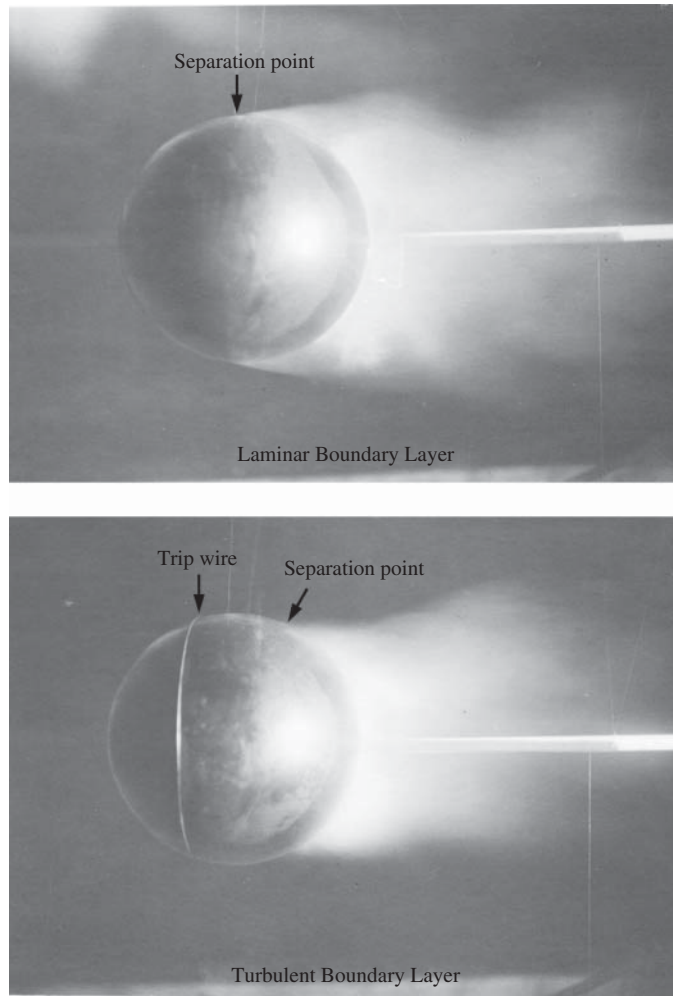 Separation point
Laminar Boundary Layer
Trip wire
Separation point
Turbulent Boundary Layer